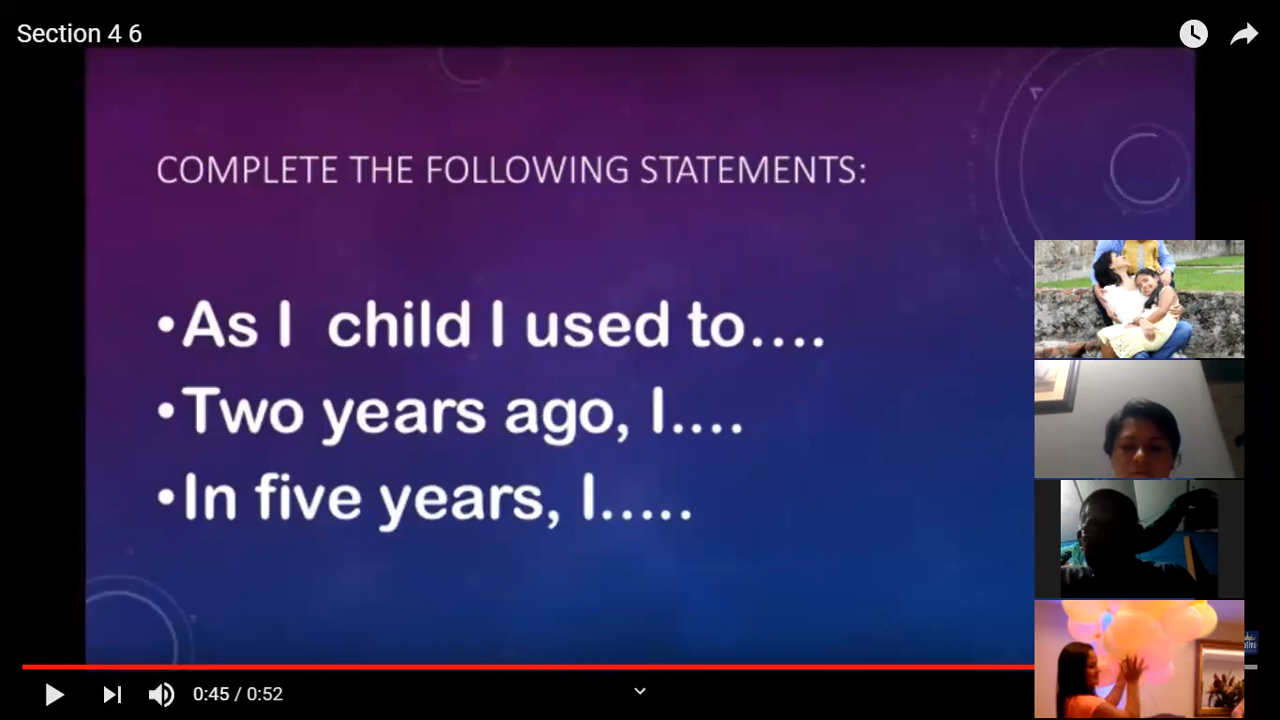 Section 4 6
COMPLETE THE FOLLOWING STATEMENTS:
•As I child I used to....
•Two years ago, I....
•In five years, I.....
0:45 / 0:52